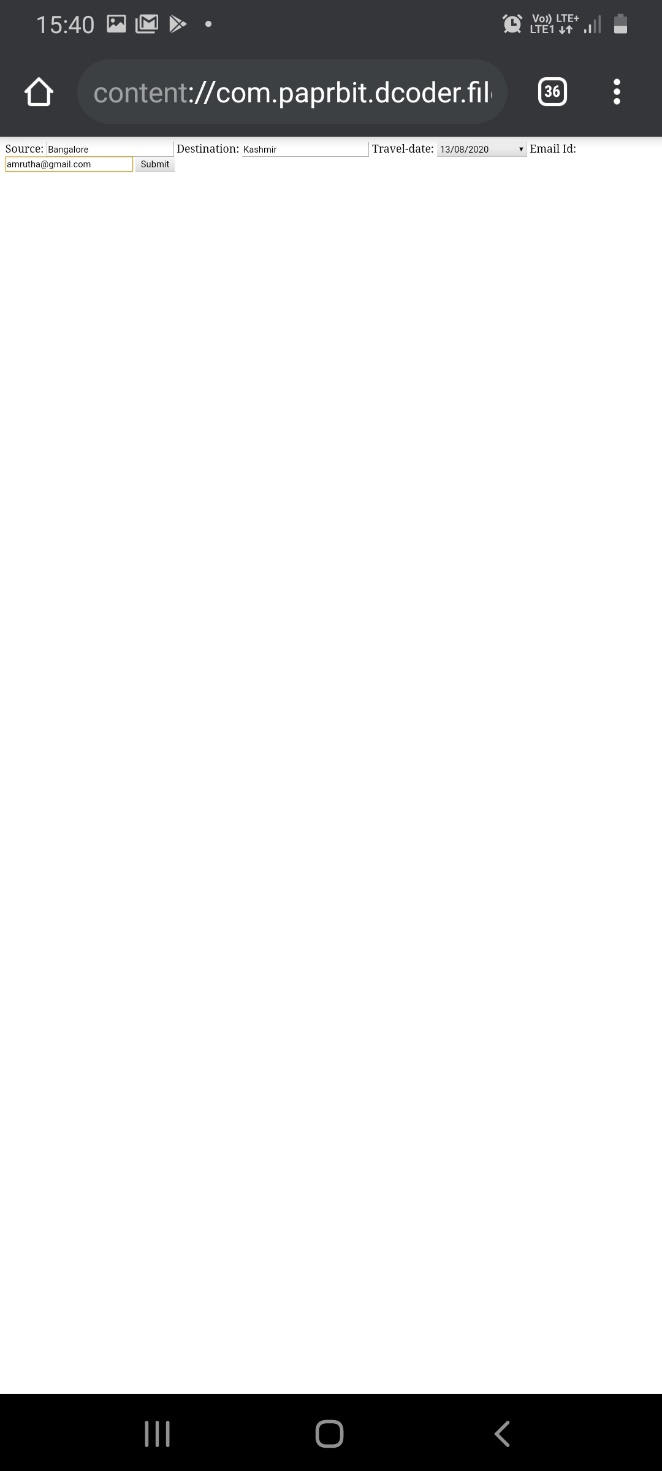 15:40 Vo)) LTE+
LTE1
content://com.paprbit.dcoder.fil 36
Source: Bangalore Destination: Kashmir Travel-date: 13/08/2020 Email Id:
amrutha@gmail.com Submit